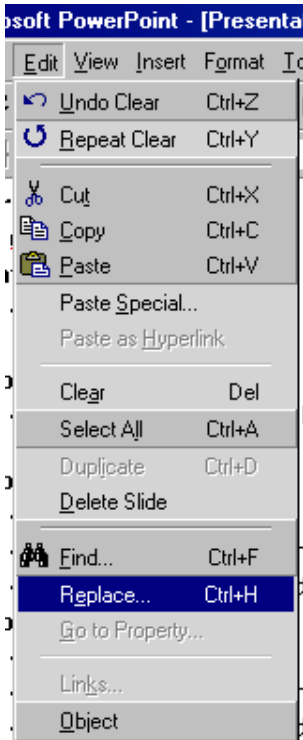 osoft PowerPoint - [Presenta
Edit View Insert Format To
Undo Clear Ctrl+Z
Repeat Clear Ctrl+Y
Cut Ctrl+X
Copy Ctrl+C
Paste Ctrl+V
Paste Special...
Paste as Hyperlink
Clear Del
Select All Ctrl+A
Duplicate Ctrl+D
Delete Slide
Find... Ctrl+F
Replace... Ctrl+H
Go to Property...
Links...
Object